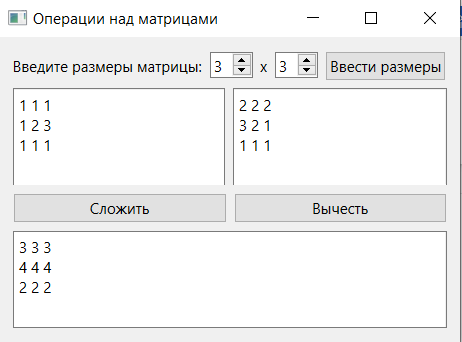 Операции над матрицами
Введите размеры матрицы: 3 x 3 Ввести размеры
1 1 1
1 2 3
1 1 1
2 2 2
3 2 1
1 1 1
Сложить Вычесть
3 3 3
4 4 4
2 2 2